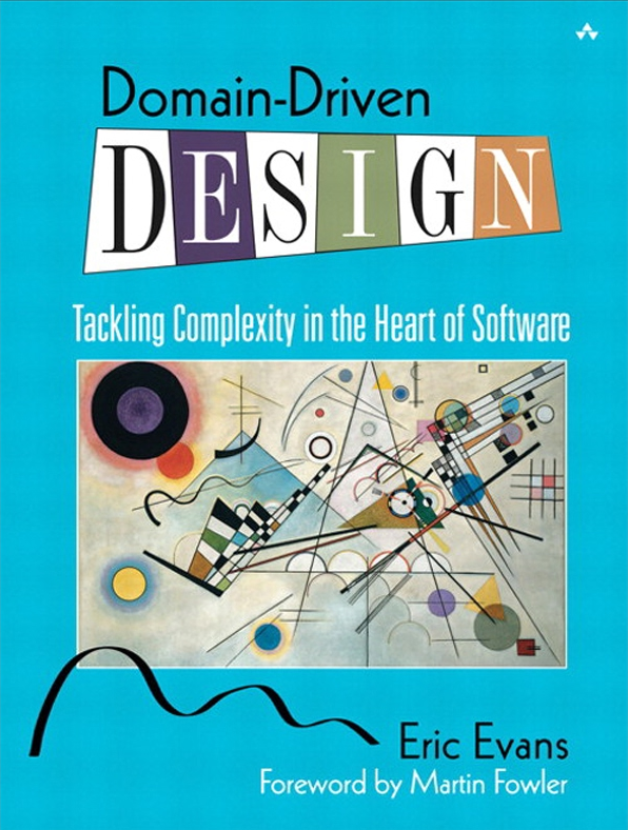 Domain-Driven
DESIGN
Tackling Complexity in the Heart of Software
Eric Evans
Foreword by Martin Fowler